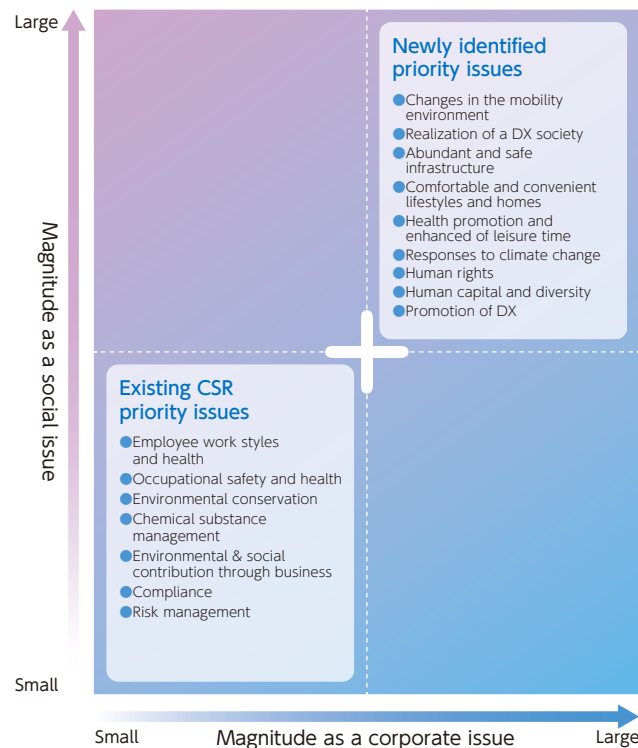 Large
Newly identified
priority issues
●Changes in the mobility
environment
●Realization of a DX society
●Abundant and safe
infrastructure
●Comfortable and convenient
lifestyles and homes
●Health promotion and
enhanced of leisure time
●Responses to climate change
●Human rights
●Human capital and diversity
●Promotion of DX
Magnitude as a social issue
Existing CSR
priority issues
●Employee work styles
and health
●Occupational safety and health
●Environmental conservation
●Chemical substance
management
●Environmental & social
contribution through business
●Compliance
●Risk management
Small
Small
Magnitude as a corporate issue
Large